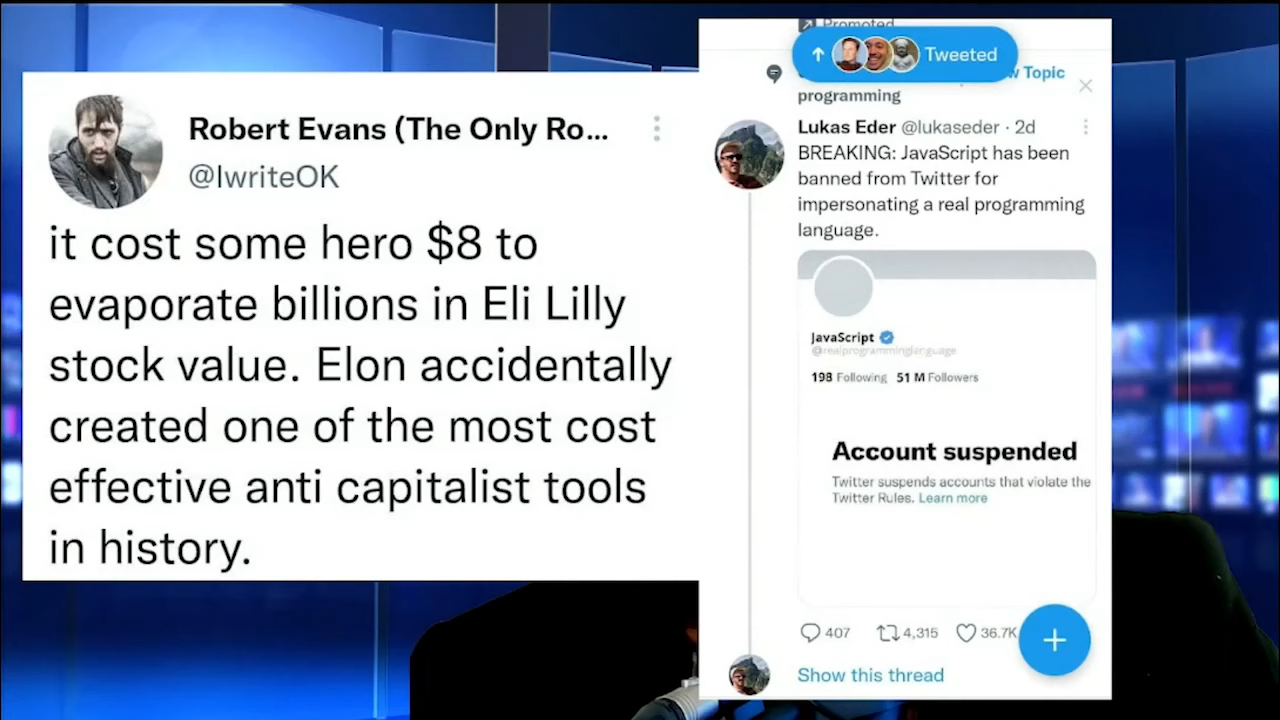 Robert Evans (The Only Ro...
@IwriteOK
it cost some hero $8 to
evaporate billions in Eli Lilly
stock value. Elon accidentally
created one of the most cost
effective anti capitalist tools
in history.
Promoted
Tweeted
w Topic
programming
Lukas Eder @lukaseder · 2d
BREAKING: JavaScript has been
banned from Twitter for
impersonating a real programming
language.
JavaScript
@realprogramminglanguage
198 Following 51 M Followers
Account suspended
Twitter suspends accounts that violate the
Twitter Rules. Learn more
407 4,315 36.7K
Show this thread